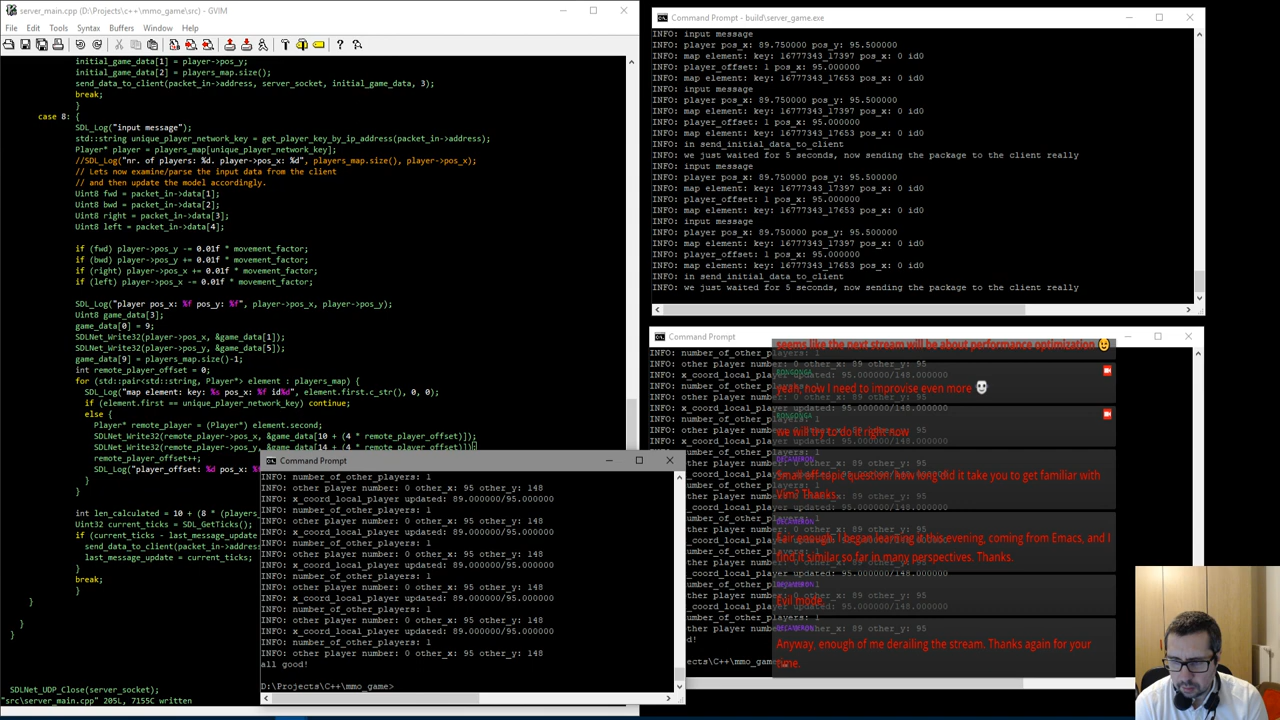 server_main.cpp (D:\Projects\c++\mmo_game\src) - GVIM
File Edit Tools Syntax Buffers Window Help
initial_game_data[1] = player->pos_y;
initial_game_data[2] = players_map.size();
send_data_to_client(packet_in->address, server_socket, initial_game_data, 3);
break;
}
case 8: {
SDL_Log("input message");
std::string unique_player_network_key = get_player_key_by_ip_address(packet_in->address);
Player* player = players_map[unique_player_network_key];
//SDL_Log("nr. of players: %d. player->pos_x: %d", players_map.size(), player->pos_x);
// Lets now examine/parse the input data from the client
// and then update the model accordingly.
Uint8 fwd = packet_in->data[1];
Uint8 bwd = packet_in->data[2];
Uint8 right = packet_in->data[3];
Uint8 left = packet_in->data[4];
if (fwd) player->pos_y -= 0.01f * movement_factor;
if (bwd) player->pos_y += 0.01f * movement_factor;
if (right) player->pos_x += 0.01f * movement_factor;
if (left) player->pos_x -= 0.01f * movement_factor;
SDL_Log("player pos_x: %f pos_y: %f", player->pos_x, player->pos_y);
Uint8 game_data[3];
game_data[0] = 9;
SDLNet_Write32(player->pos_x, &game_data[1]);
SDLNet_Write32(player->pos_y, &game_data[5]);
game_data[9] = players_map.size()-1;
int remote_player_offset = 0;
for (std::pair<std::string, Player*> element : players_map) {
SDL_Log("map element: key: %s pos_x: %f id%d", element.first.c_str(), 0, 0);
if (element.first == unique_player_network_key) continue;
else {
Player* remote_player = (Player*) element.second;
SDLNet_Write32(remote_player->pos_x, &game_data[10 + (4 * remote_player_offset)]);
SDLNet_Write32(remote_player->pos_y, &game_data[14 + (4 * remote_player_offset)])
remote_player_offset++;
SDL_Log("player_offset: %d pos_x: %f
}
}
int len_calculated = 10 + (8 * (players
Uint32 current_ticks = SDL_GetTicks();
if (current_ticks - last_message_update
send_data_to_client(packet_in->address
last_message_update = current_ticks;
}
break;
}
}
}
}
SDLNet_UDP_Close(server_socket);
"src\server_main.cpp" 205L, 7155C written
Command Prompt - build\server_game.exe
INFO: input message
INFO: player pos_x: 89.750000 pos_y: 95.500000
INFO: map element: key: 16777343_17397 pos_x: 0 id0
INFO: player_offset: 1 pos_x: 95.000000
INFO: map element: key: 16777343_17653 pos_x: 0 id0
INFO: input message
INFO: player pos_x: 89.750000 pos_y: 95.500000
INFO: map element: key: 16777343_17397 pos_x: 0 id0
INFO: player_offset: 1 pos_x: 95.000000
INFO: map element: key: 16777343_17653 pos_x: 0 id0
INFO: in send_initial_data_to_client
INFO: we just waited for 5 seconds, now sending the package to the client really
INFO: input message
INFO: player pos_x: 89.750000 pos_y: 95.500000
INFO: map element: key: 16777343_17397 pos_x: 0 id0
INFO: player_offset: 1 pos_x: 95.000000
INFO: map element: key: 16777343_17653 pos_x: 0 id0
INFO: input message
INFO: player pos_x: 89.750000 pos_y: 95.500000
INFO: map element: key: 16777343_17397 pos_x: 0 id0
INFO: player_offset: 1 pos_x: 95.000000
INFO: map element: key: 16777343_17653 pos_x: 0 id0
INFO: in send_initial_data_to_client
INFO: we just waited for 5 seconds, now sending the package to the client really
Command Prompt
seems like the next stream will be about performance optimization
yeah, now I need to improvise even more
we will try to do it right now
DECAMERON
Small off-topic question, how long did it take you to get familiar with
Vim? Thanks.
DECAMERON
Fair enough, I began learning it this evening, coming from Emacs, and I
find it similar so far in many perspectives. Thanks.
DECAMERON
Evil mode.
DECAMERON
Anyway, enough of me derailing the stream. Thanks again for your
time.
Command Prompt
INFO: number_of_other_players: 1
INFO: other player number: 0 other_x: 95 other_y: 148
INFO: x_coord_local_player updated: 89.000000/95.000000
INFO: number_of_other_players: 1
INFO: other player number: 0 other_x: 95 other_y: 148
INFO: x_coord_local_player updated: 89.000000/95.000000
INFO: number_of_other_players: 1
INFO: other player number: 0 other_x: 95 other_y: 148
INFO: x_coord_local_player updated: 89.000000/95.000000
INFO: number_of_other_players: 1
INFO: other player number: 0 other_x: 95 other_y: 148
INFO: x_coord_local_player updated: 89.000000/95.000000
INFO: number_of_other_players: 1
INFO: other player number: 0 other_x: 95 other_y: 148
INFO: x_coord_local_player updated: 89.000000/95.000000
INFO: number_of_other_players: 1
INFO: other player number: 0 other_x: 95 other_y: 148
all good!
D:\Projects\C++\mmo_game>